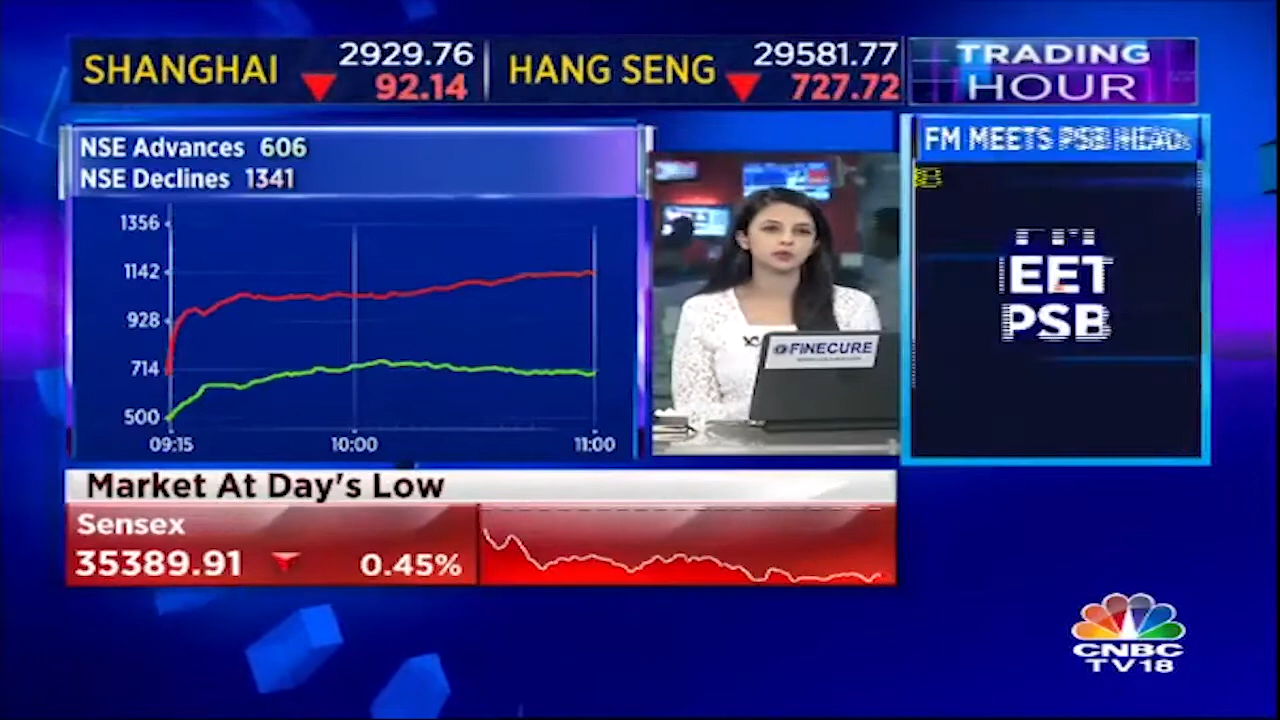 SHANGHAI 2929.76 92.14
HANG SENG 29581.77 727.72
TRADING
HOUR
NSE Advances 606
NSE Declines 1341
1356
1142
928
714
500
09:15 10:00 11:00
FINECURE
FM MEETS PSB HEADs
EET
PSB
Market At Day's Low
Sensex
35389.91 0.45%
CNBC
TV18